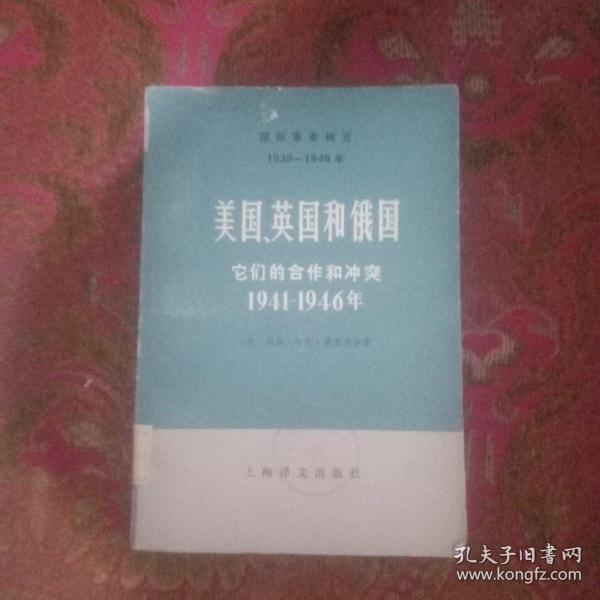 国际事务概览
1939—1946年
美国、英国和俄国
它们的合作和冲突
1941-1946年
上海译文出版社
孔夫子旧书网
www.kongfz.com